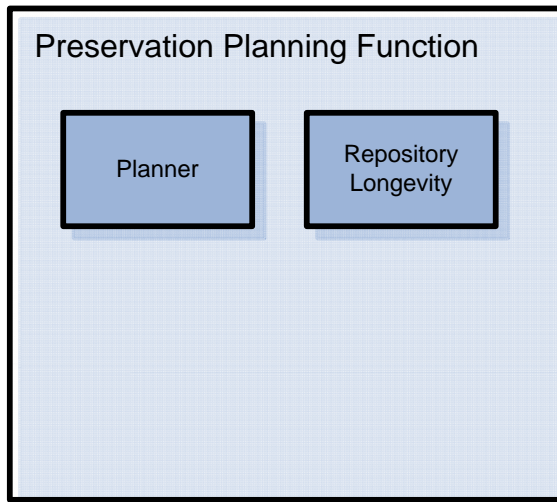 Preservation Planning Function
Planner
Repository
Longevity